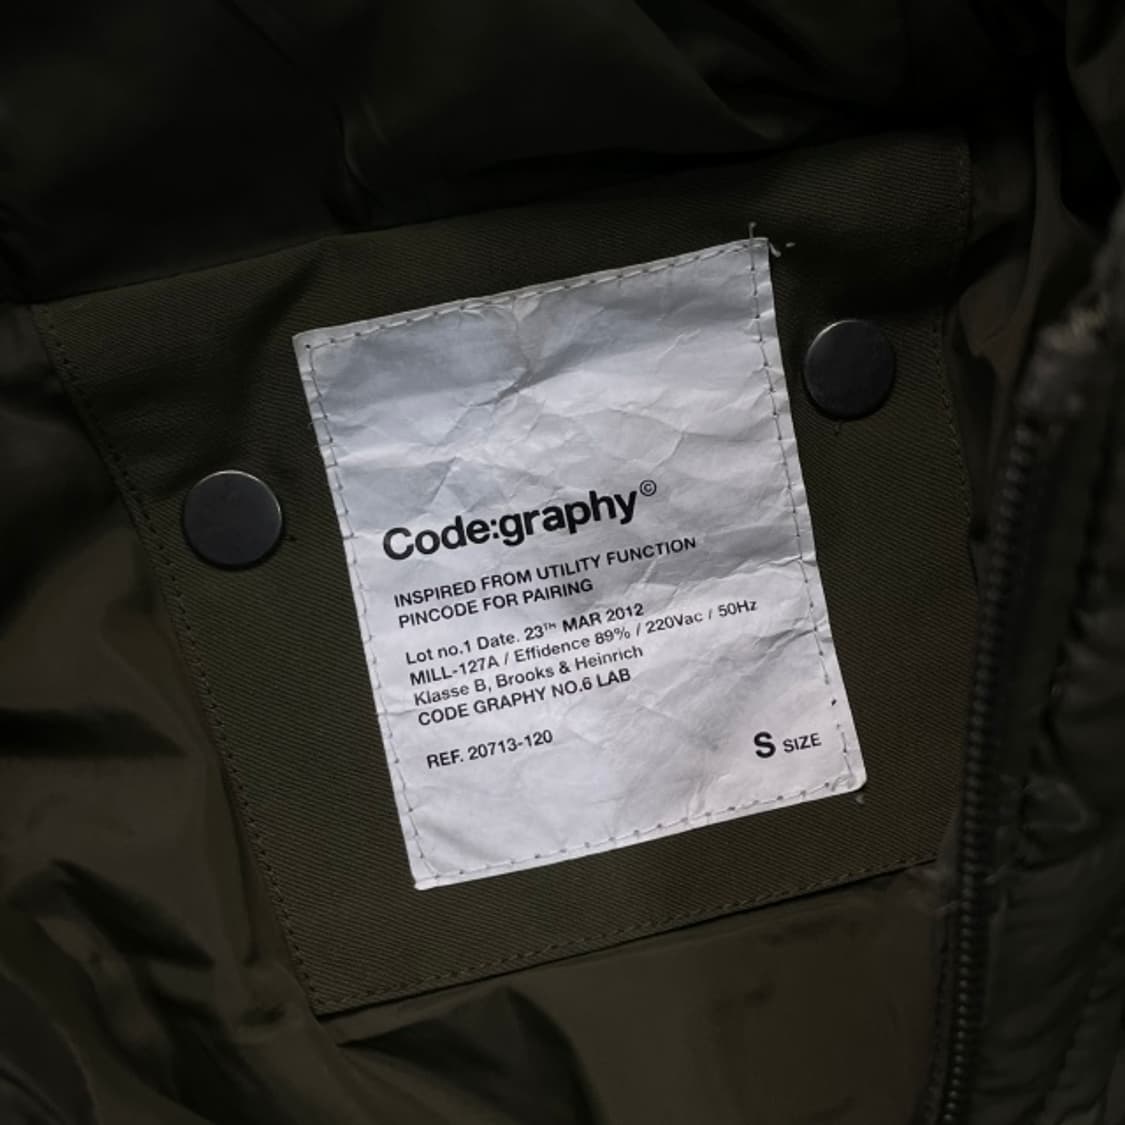 Code:graphy©
INSPIRED FROM UTILITY FUNCTION
PINCODE FOR PAIRING
Lot no.1 Date. 23TH MAR 2012
MILL-127A / Effidence 89% / 220Vac / 50Hz
Klasse B, Brooks & Heinrich
CODE GRAPHY NO.6 LAB
REF. 20713-120
S SIZE